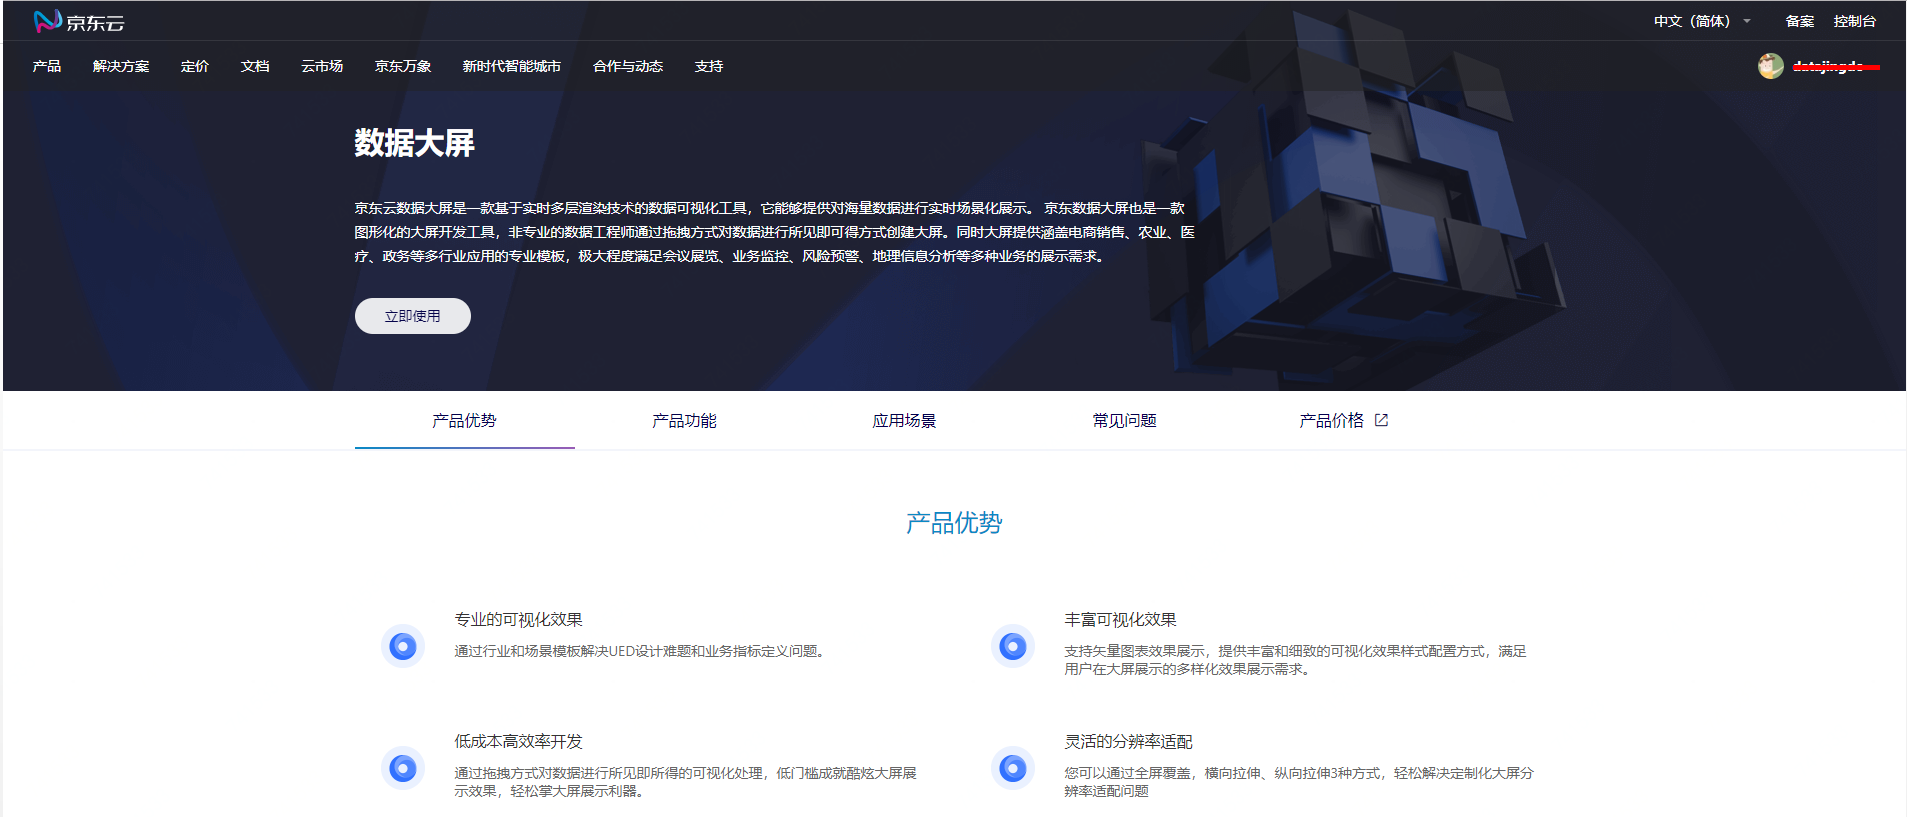 京东云
中文（简体）
备案
控制台
产品
解决方案
定价
文档
云市场
京东万象
新时代智能城市
合作与动态
支持
数据大屏
京东云数据大屏是一款基于实时多层渲染技术的数据可视化工具，它能够提供对海量数据进行实时场景化展示。 京东数据大屏也是一款
图形化的大屏开发工具，非专业的数据工程师通过拖拽方式对数据进行所见即可得方式创建大屏。同时大屏提供涵盖电商销售、农业、医
疗、政务等多行业应用的专业模板，极大程度满足会议展览、业务监控、风险预警、地理信息分析等多种业务的展示需求。
立即使用
产品优势
产品功能
应用场景
常见问题
产品价格
产品优势
专业的可视化效果
通过行业和场景模板解决UED设计难题和业务指标定义问题。
丰富可视化效果
支持矢量图表效果展示，提供丰富和细致的可视化效果样式配置方式，满足
用户在大屏展示的多样化效果展示需求。
低成本高效率开发
通过拖拽方式对数据进行所见即所得的可视化处理，低门槛成就酷炫大屏展
示效果，轻松掌大屏展示利器。
灵活的分辨率适配
您可以通过全屏覆盖，横向拉伸、纵向拉伸3种方式，轻松解决定制化大屏分
辨率适配问题